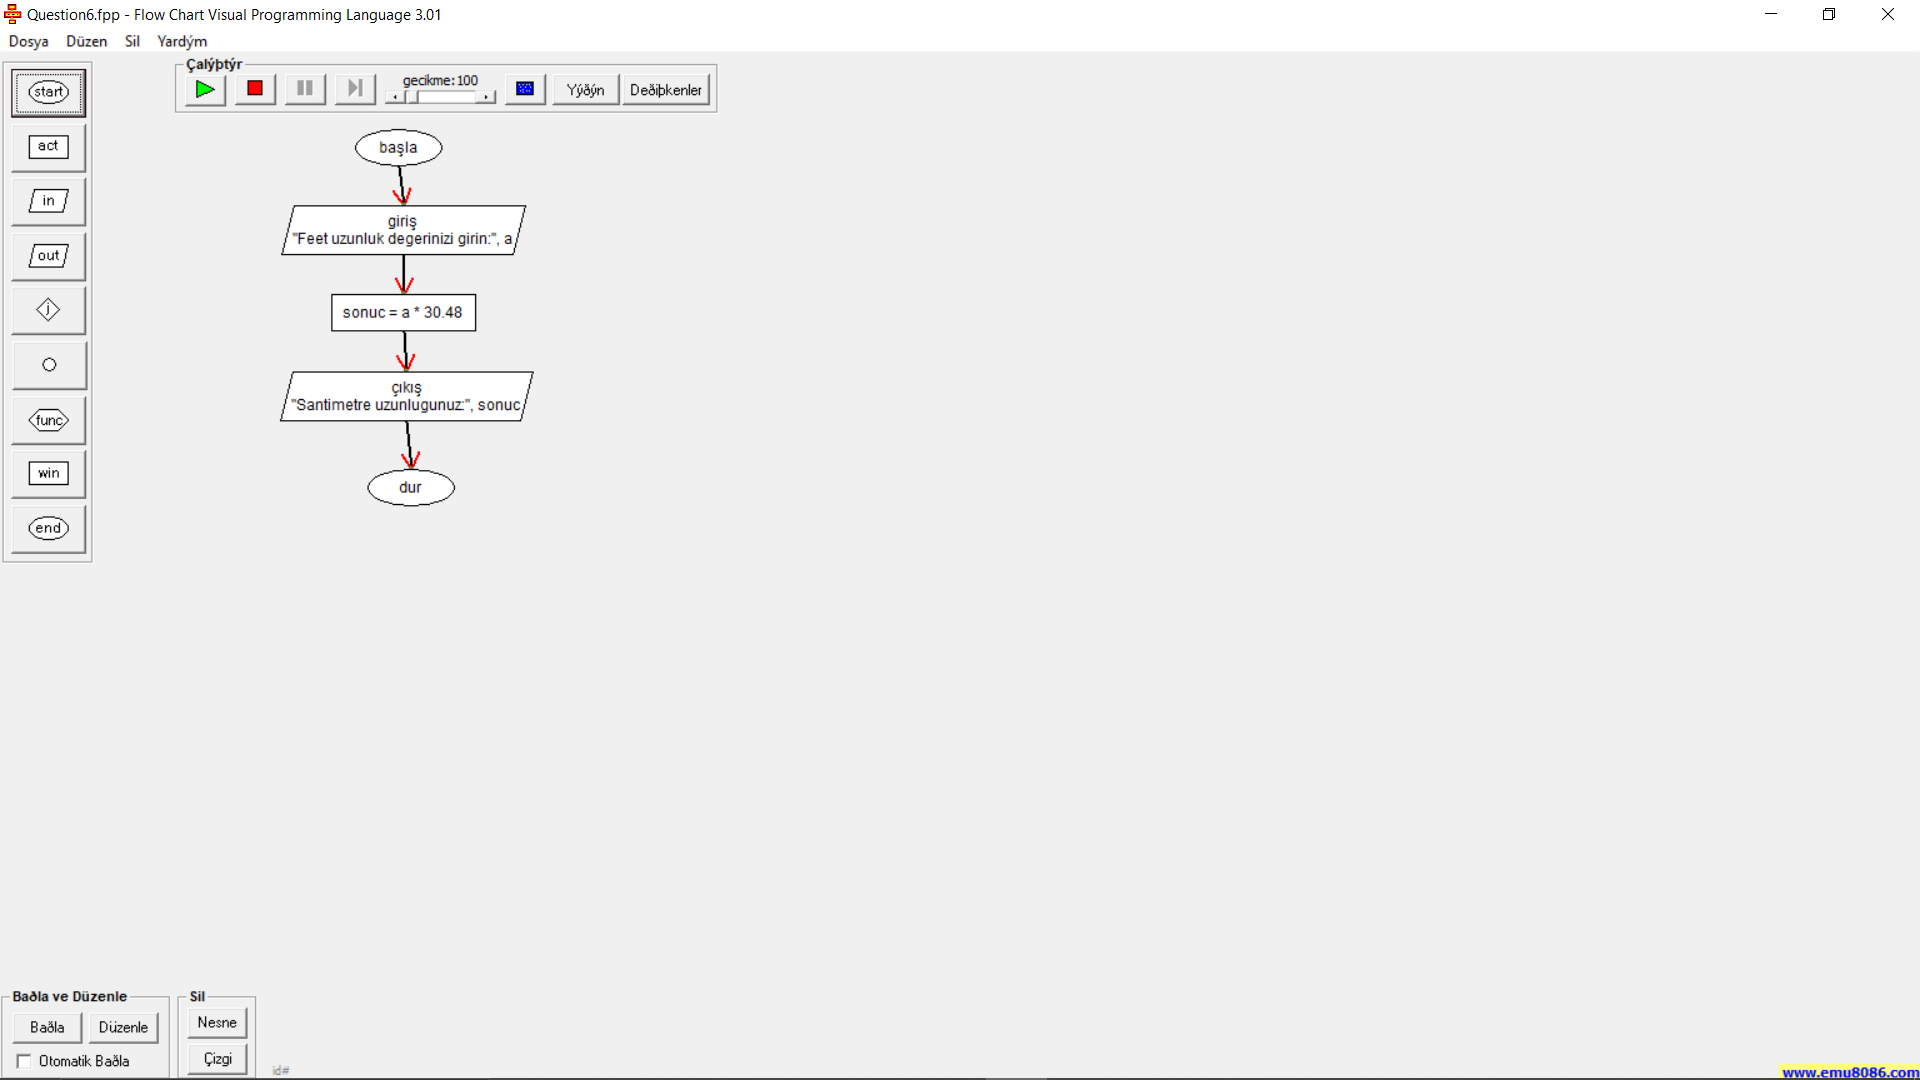 Question6.fpp - Flow Chart Visual Programming Language 3.01
Dosya Düzen Sil Yardým
Çalýþtýr
gecikme:100
Yýðýn
Deðiþkenler
start
act
in
out
j
func
win
end
başla
giriş
"Feet uzunluk degerinizi girin:", a
sonuc = a * 30.48
çıkış
"Santimetre uzunlugunuz:", sonuc
dur
Baðla ve Düzenle
Baðla Düzenle
Otomatik Baðla
Sil
Nesne
Çizgi
id#
www.emu8086.com